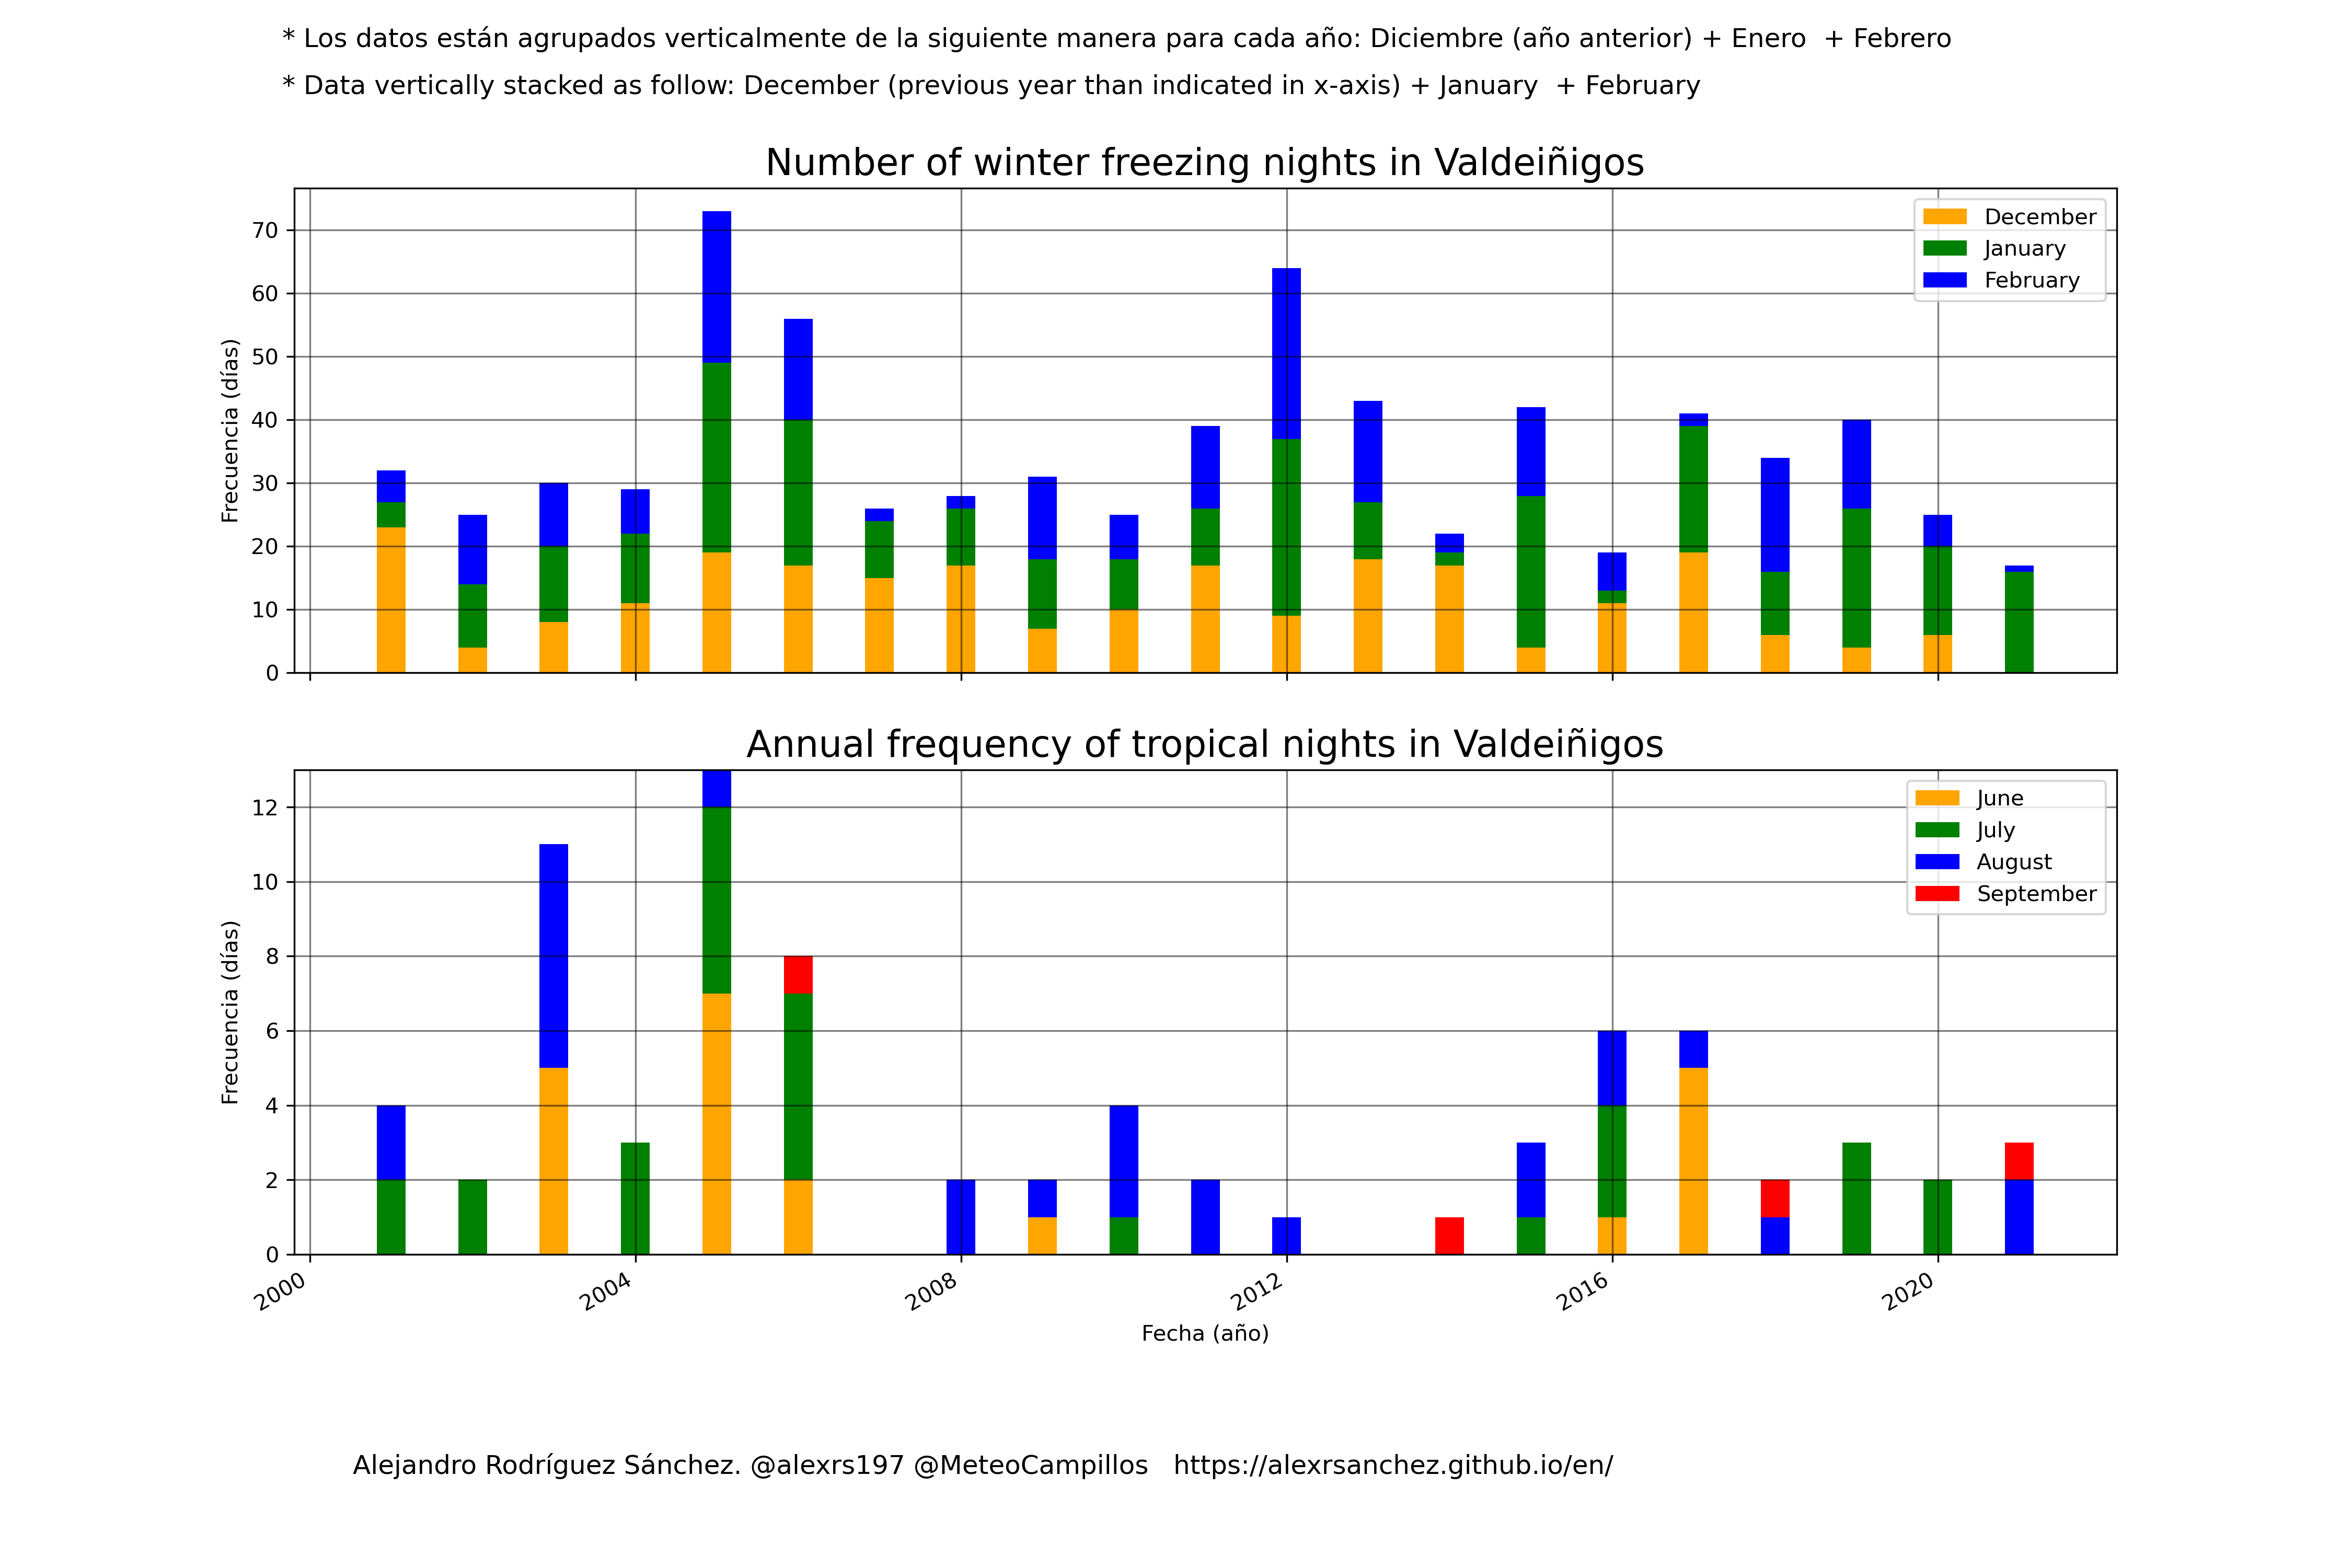 * Los datos están agrupados verticalmente de la siguiente manera para cada año: Diciembre (año anterior) + Enero  + Febrero
* Data vertically stacked as follow: December (previous year than indicated in x-axis) + January  + February
Number of winter freezing nights in Valdeiñigos
Frecuencia (días)
70
60
50
40
30
20
10
0
December
January
February
Annual frequency of tropical nights in Valdeiñigos
Frecuencia (días)
12
10
8
6
4
2
0
June
July
August
September
2000
2004
2008
2012
2016
2020
Fecha (año)
Alejandro Rodríguez Sánchez. @alexrs197 @MeteoCampillos   https://alexrsanchez.github.io/en/